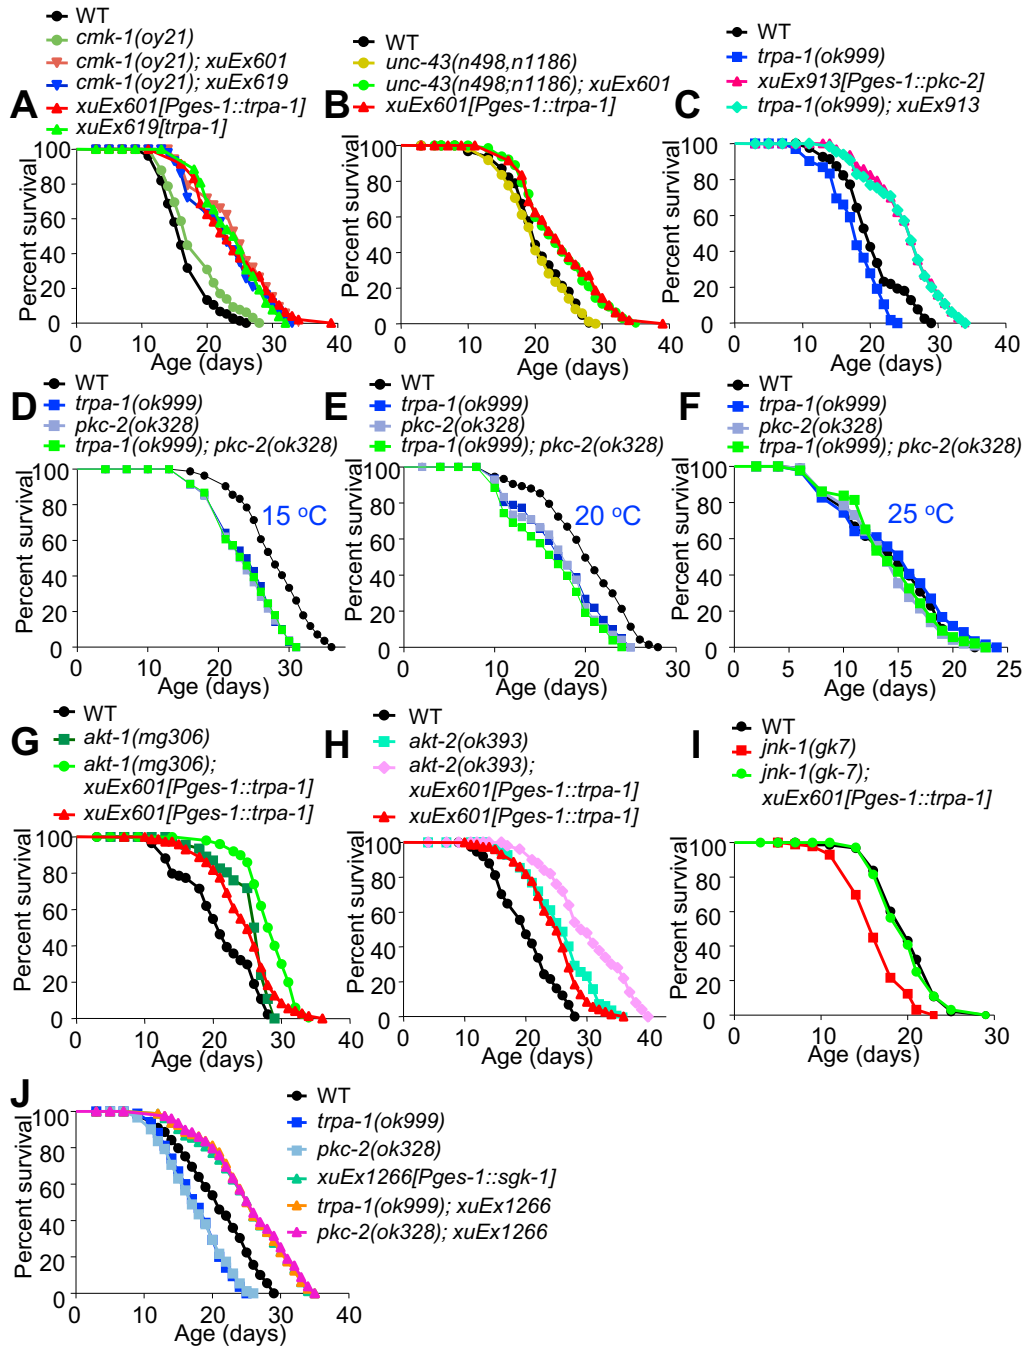 A
WT
cmk-1(oy21)
cmk-1(oy21); xuEx601
cmk-1(oy21); xuEx619
xuEx601[Pges-1::trpa-1]
xuEx619[trpa-1]
Percent survival
100
80
60
40
20
0
0 10 20 30 40
Age (days)
B
WT
unc-43(n498,n1186)
unc-43(n498;n1186); xuEx601
xuEx601[Pges-1::trpa-1]
Percent survival
100
80
60
40
20
0
0 10 20 30 40
Age (days)
C
WT
trpa-1(ok999)
xuEx913[Pges-1::pkc-2]
trpa-1(ok999); xuEx913
Percent survival
100
80
60
40
20
0
0 10 20 30 40
Age (days)
D
WT
trpa-1(ok999)
pkc-2(ok328)
trpa-1(ok999); pkc-2(ok328)
15 °C
Percent survival
100
80
60
40
20
0
0 10 20 30
Age (days)
E
WT
trpa-1(ok999)
pkc-2(ok328)
trpa-1(ok999); pkc-2(ok328)
20 °C
Percent survival
100
80
60
40
20
0
0 10 20 30
Age (days)
F
WT
trpa-1(ok999)
pkc-2(ok328)
trpa-1(ok999); pkc-2(ok328)
25 °C
Percent survival
100
80
60
40
20
0
0 5 10 15 20 25
Age (days)
G
WT
akt-1(mg306)
akt-1(mg306);
xuEx601[Pges-1::trpa-1]
xuEx601[Pges-1::trpa-1]
Percent survival
100
80
60
40
20
0
0 10 20 30 40
Age (days)
H
WT
akt-2(ok393)
akt-2(ok393);
xuEx601[Pges-1::trpa-1]
xuEx601[Pges-1::trpa-1]
Percent survival
100
80
60
40
20
0
0 10 20 30 40
Age (days)
I
WT
jnk-1(gk7)
jnk-1(gk-7);
xuEx601[Pges-1::trpa-1]
Percent survival
100
80
60
40
20
0
0 10 20 30
Age (days)
J
WT
trpa-1(ok999)
pkc-2(ok328)
xuEx1266[Pges-1::sgk-1]
trpa-1(ok999); xuEx1266
pkc-2(ok328); xuEx1266
Percent survival
100
80
60
40
20
0
0 10 20 30 40
Age (days)